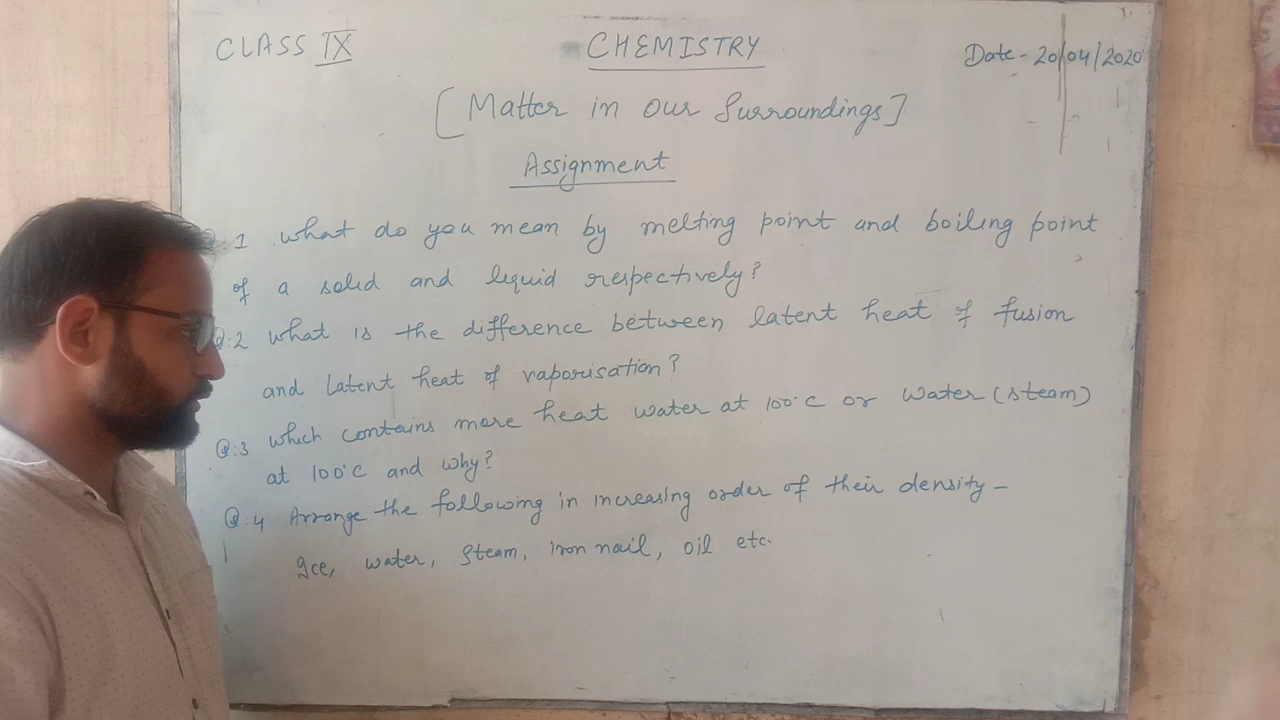 CLASS IX
CHEMISTRY
Date - 20/04/2020
[Matter in our Surroundings]
Assignment
Q:1 what do you mean by melting point and boiling point
of a solid and liquid respectively?
Q:2 what is the difference between latent heat of fusion
and latent heat of vaporisation?
Q:3 which contains more heat water at 100°C or water (steam)
at 100°C and why?
Q:4 Arrange the following in increasing order of their density -
Ice, water, steam, iron nail, oil etc.